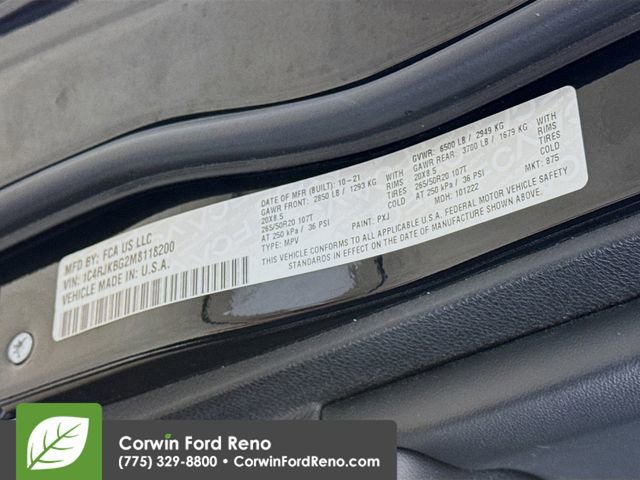 MFD. BY: FCA US LLC
VIN: 1C4RJKBG2M8118200
VEHICLE MADE IN: U.S.A.
DATE OF MFR (BUILT): 10-21 GVWR: 6500 LB / 2949 KG
GAWR FRONT: 2850 LB / 1293 KG WITH GAWR REAR: 3700 LB / 1679 KG WITH
20X8.5 RIMS 20X8.5 RIMS
265/50R20 107T TIRES 265/50R20 107T TIRES
AT 250 kPa / 36 PSI COLD AT 250 kPa / 36 PSI COLD
TYPE: MPV PAINT: PXJ MDH: 101222 MKT: 875
THIS VEHICLE CONFORMS TO ALL APPLICABLE U.S.A. FEDERAL MOTOR VEHICLE SAFETY
STANDARDS IN EFFECT ON THE DATE OF MANUFACTURE SHOWN ABOVE.
Corwin Ford Reno
(775) 329-8800 • CorwinFordReno.com